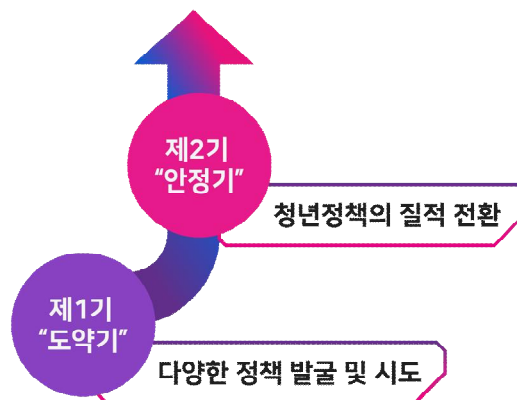 제2기
“안정기”
청년정책의 질적 전환
제1기
“도약기”
다양한 정책 발굴 및 시도